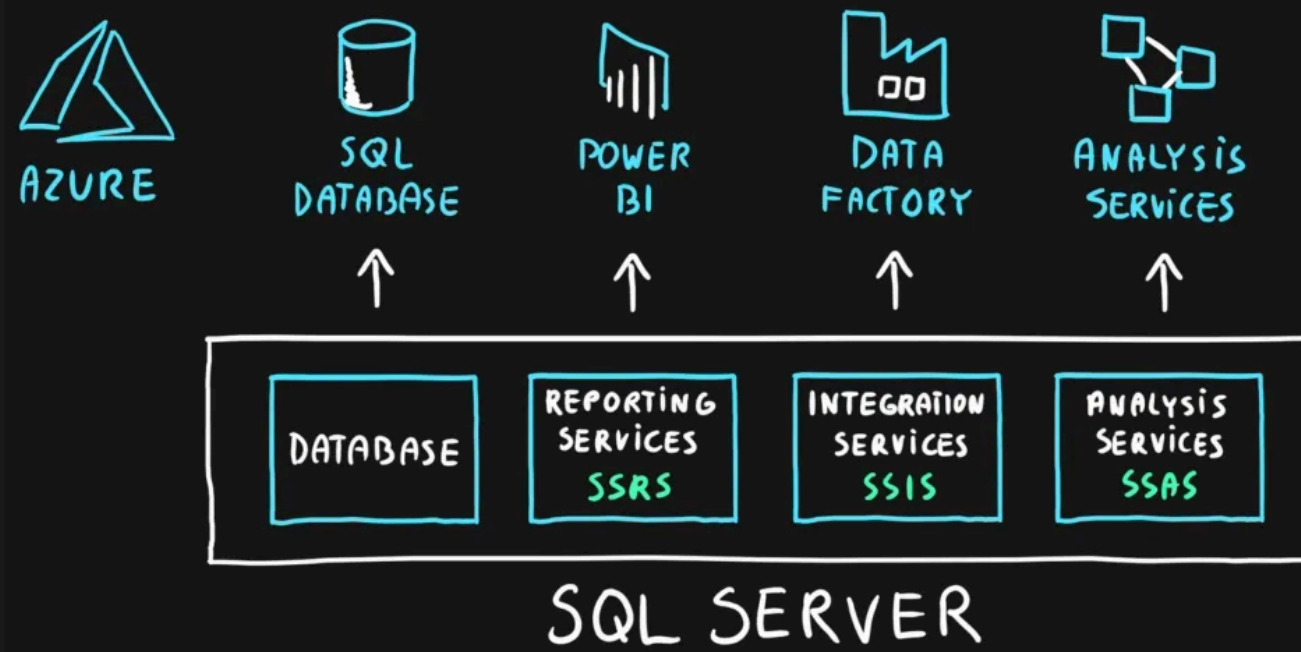 AZURE
SQL
DATABASE
POWER
BI
DATA
FACTORY
ANALYSiS
SERViCES
DATABASE
REPORTiNG
SERViCES
SSRS
iNTEGRATiON
SERViCES
SSIS
ANALYSiS
SERViCES
SSAS
SQL SERVER